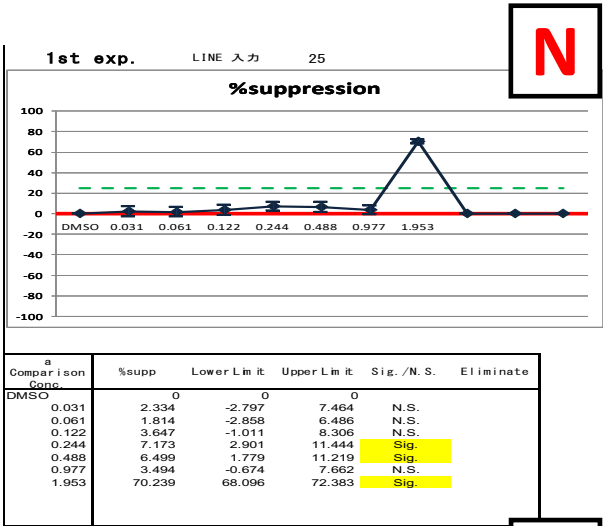 N
1st exp. LINE 入力 25
%suppression
100
80
60
40
20
0
DMSO 0.031 0.061 0.122 0.244 0.488 0.977 1.953
-20
-40
-60
-80
-100
a
Comparison Conc. %supp LowerLimit UpperLimit Sig./N.S. Eliminate
DMSO 0 0 0
0.031 2.334 -2.797 7.464 N.S.
0.061 1.814 -2.858 6.486 N.S.
0.122 3.647 -1.011 8.306 N.S.
0.244 7.173 2.901 11.444 Sig.
0.488 6.499 1.779 11.219 Sig.
0.977 3.494 -0.674 7.662 N.S.
1.953 70.239 68.096 72.383 Sig.